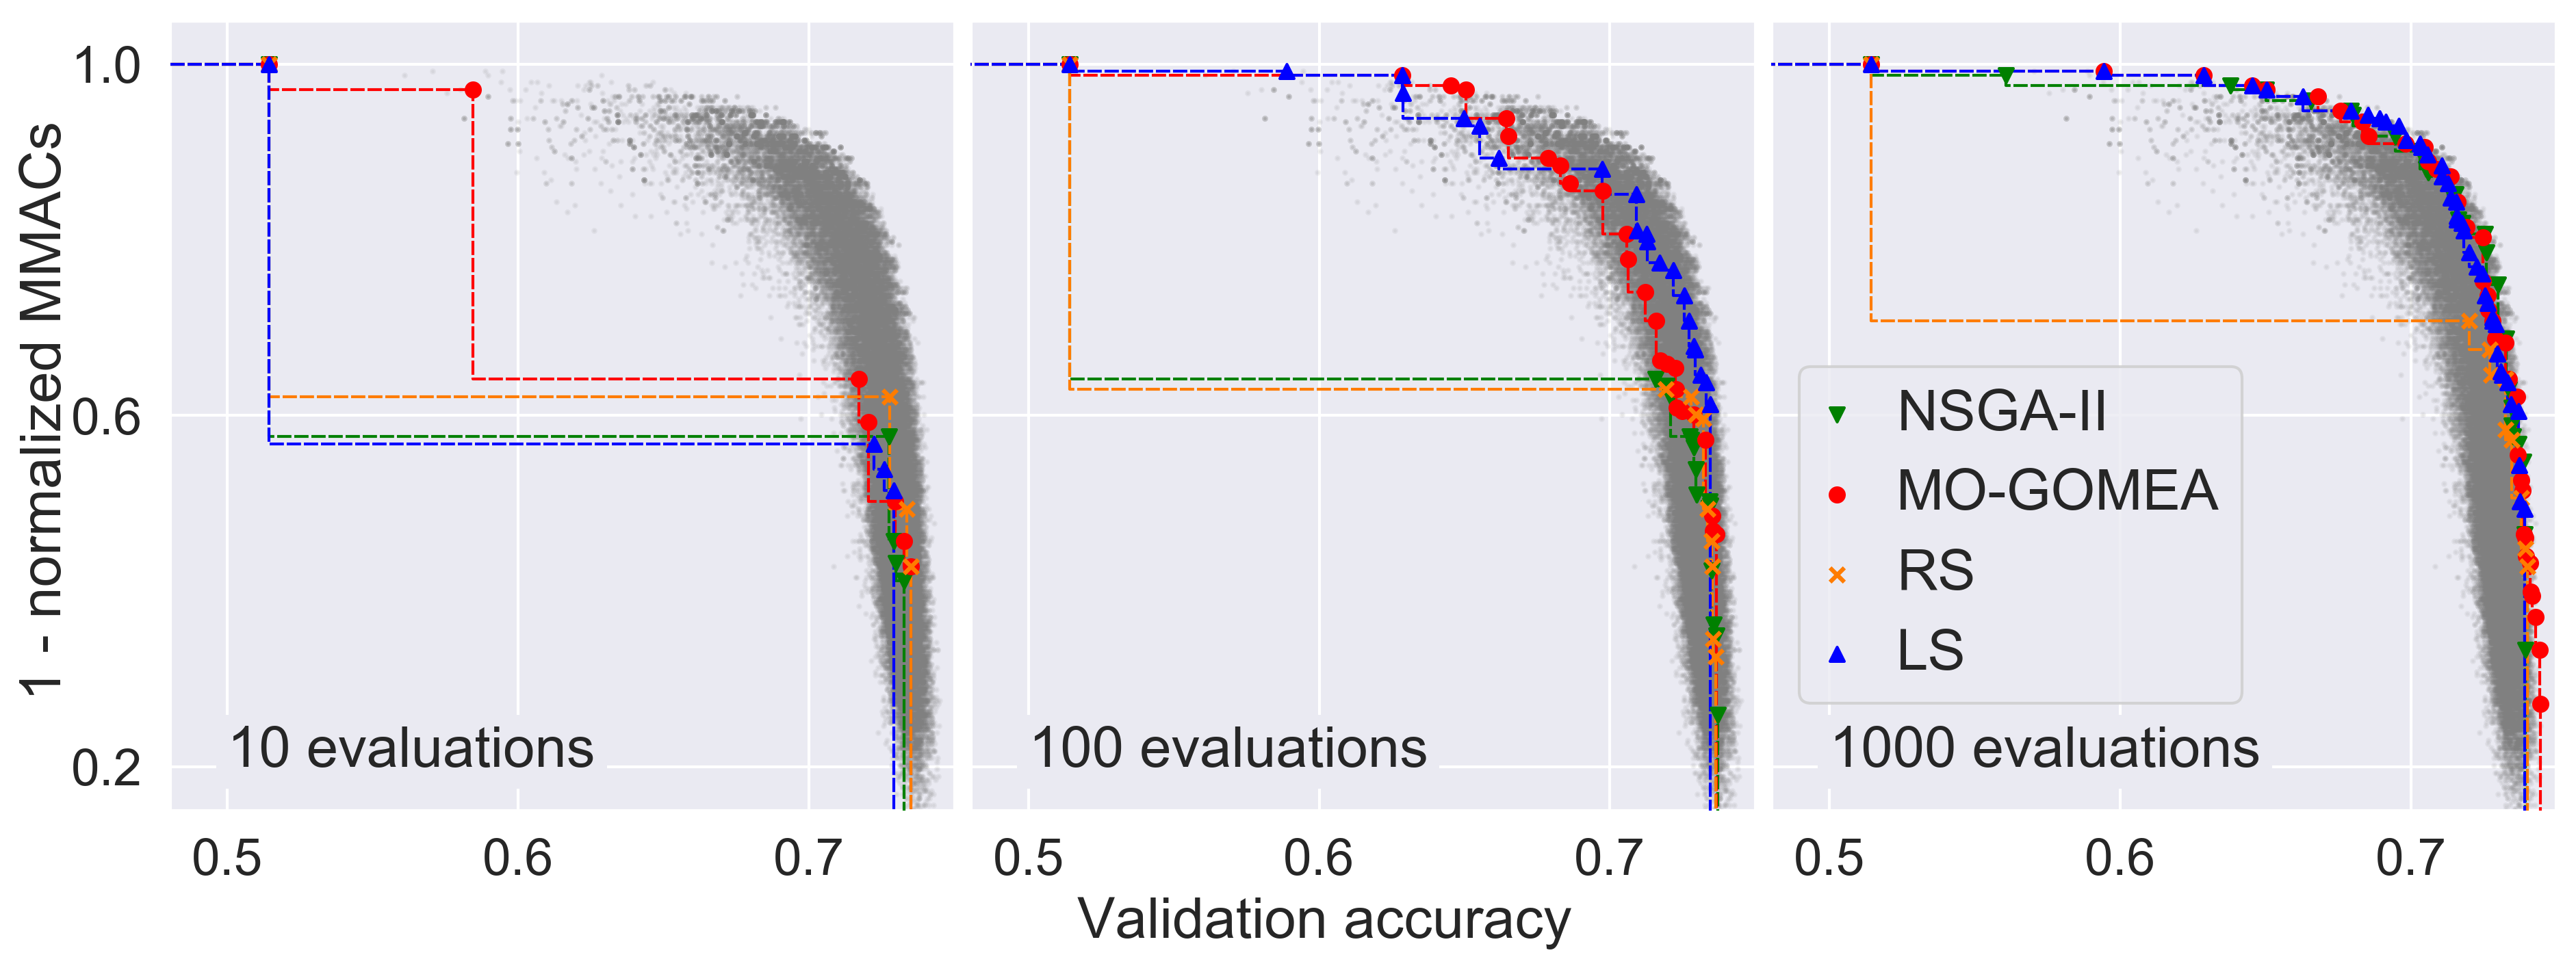 1 - normalized MMACs
1.0
0.6
0.2
10 evaluations
100 evaluations
1000 evaluations
NSGA-II
MO-GOMEA
RS
LS
0.5 0.6 0.7
0.5 0.6 0.7
0.5 0.6 0.7
Validation accuracy